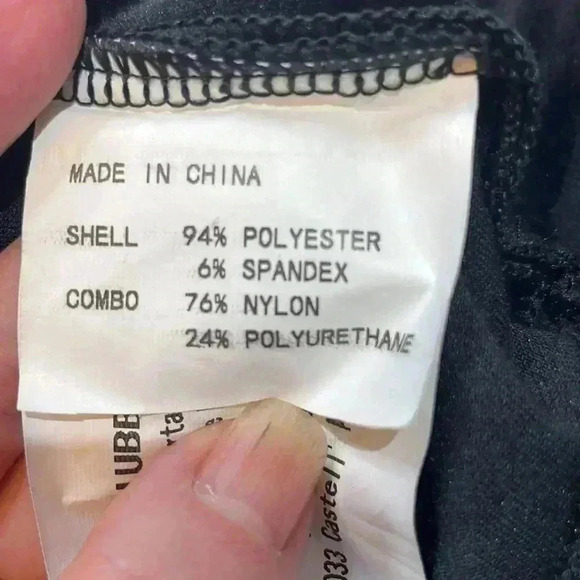 MADE IN CHINA
SHELL 94% POLYESTER
6% SPANDEX
COMBO 76% NYLON
24% POLYURETHANE